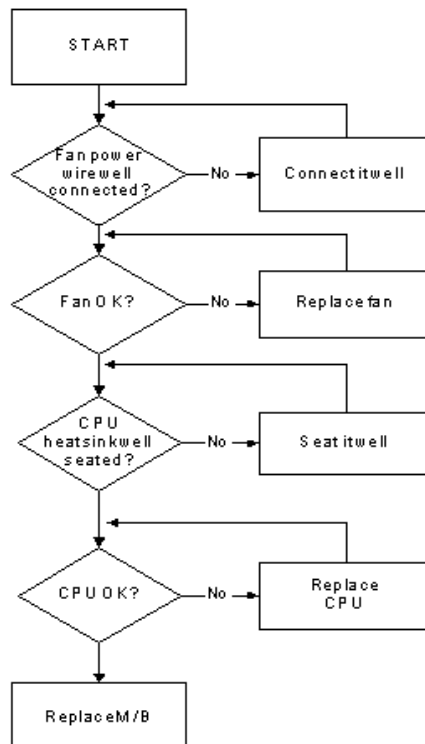 START
Fan power
wire well
connected?
No
Connect it well
Fan OK?
No
Replace fan
CPU
heatsink well
seated?
No
Seat it well
CPU OK?
No
Replace
CPU
Replace M/B